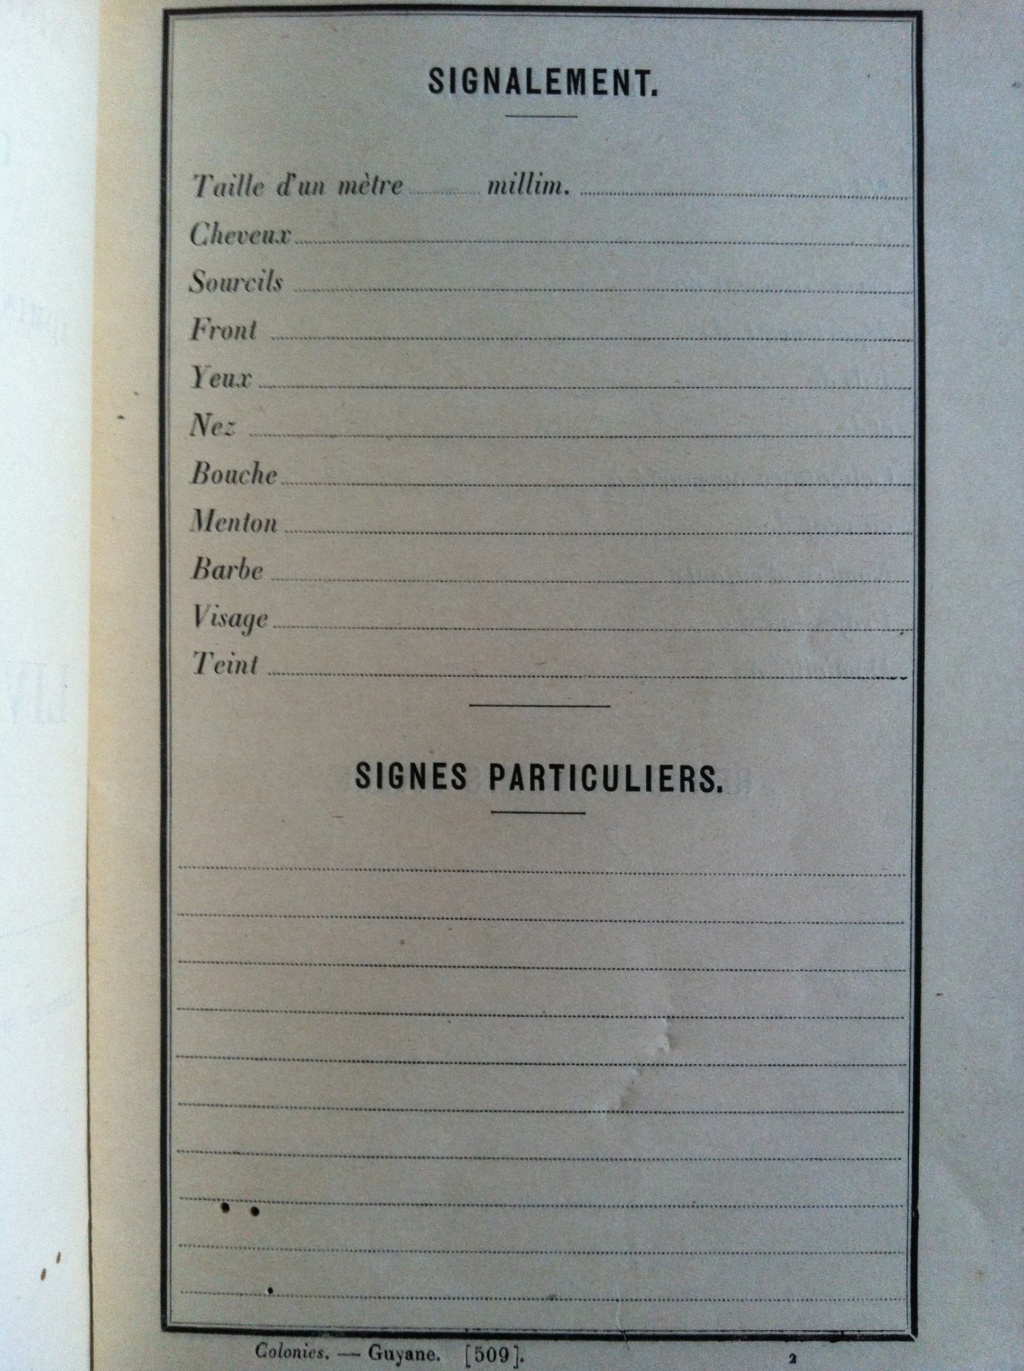 SIGNALEMENT.
Taille d'un mètre millim.
Cheveux
Sourcils
Front
Yeux
Nez
Bouche
Menton
Barbe
Visage
Teint
SIGNES PARTICULIERS.
Colonies. — Guyane. [509]. 2